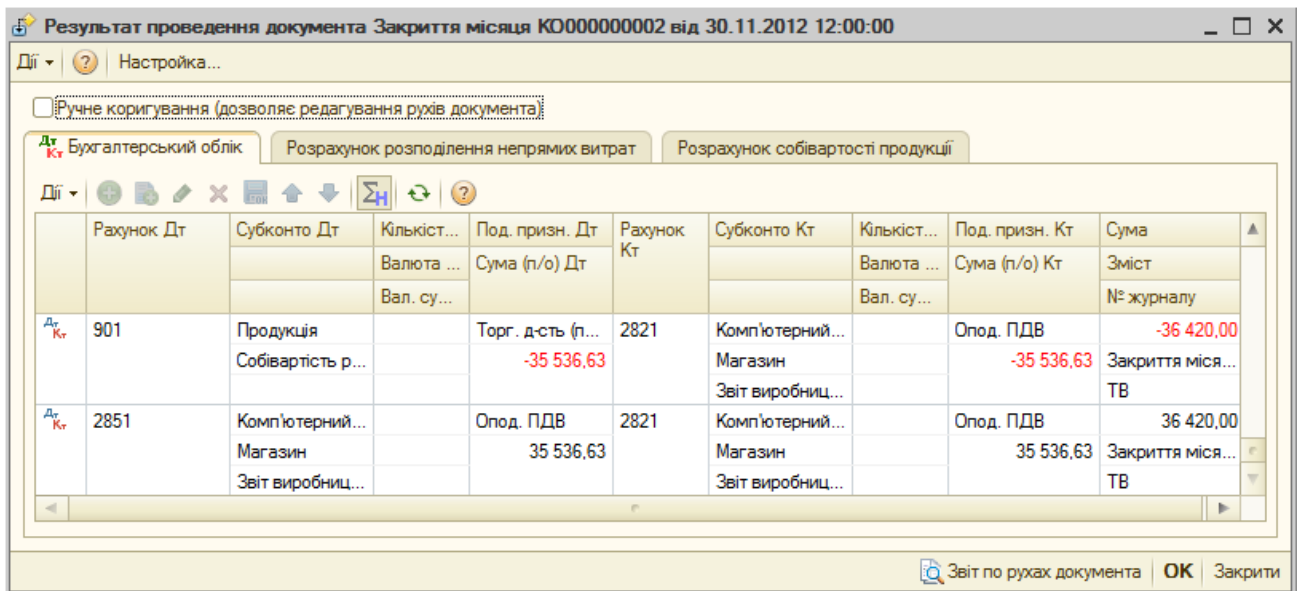 Результат проведення документа Закриття місяця КО000000002 від 30.11.2012 12:00:00
Дії Настройка...
Ручне коригування (дозволяє редагування рухів документа)
Дт Кт Бухгалтерський облік Розрахунок розподілення непрямих витрат Розрахунок собівартості продукції
Дії
Рахунок Дт Субконто Дт Кількіст... Под. призн. Дт Рахунок Кт Субконто Кт Кількіст... Под. призн. Кт Сума
Валюта ... Сума (п/о) Дт Валюта ... Сума (п/о) Кт Зміст
Вал. су... Вал. су... № журналу
Дт Кт 901 Продукція Торг. д-сть (п... 2821 Комп'ютерний... Опод. ПДВ -36 420,00
Собівартість р... -35 536,63 Магазин -35 536,63 Закриття міся...
Звіт виробниц... ТВ
Дт Кт 2851 Комп'ютерний... Опод. ПДВ 2821 Комп'ютерний... Опод. ПДВ 36 420,00
Магазин 35 536,63 Магазин 35 536,63 Закриття міся...
Звіт виробниц... Звіт виробниц... ТВ
Звіт по рухах документа OK Закрити